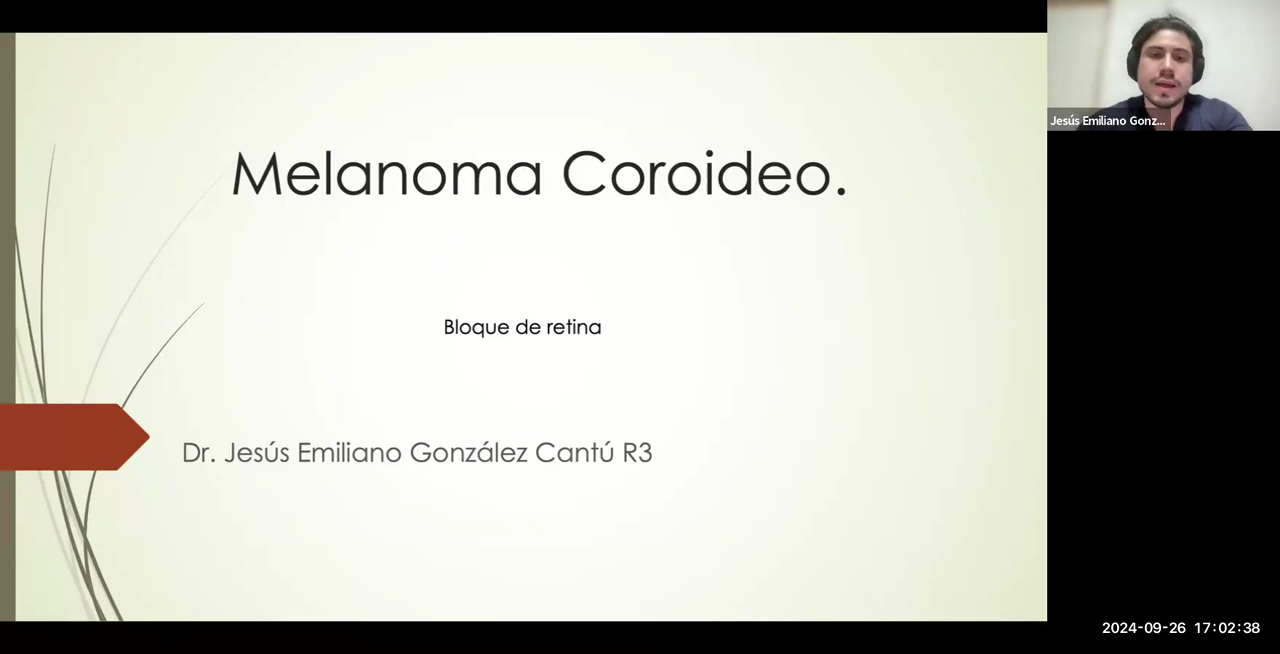 Melanoma Coroideo.
Bloque de retina
Dr. Jesús Emiliano González Cantú R3
Jesús Emiliano Gonz...
2024-09-26 17:02:38